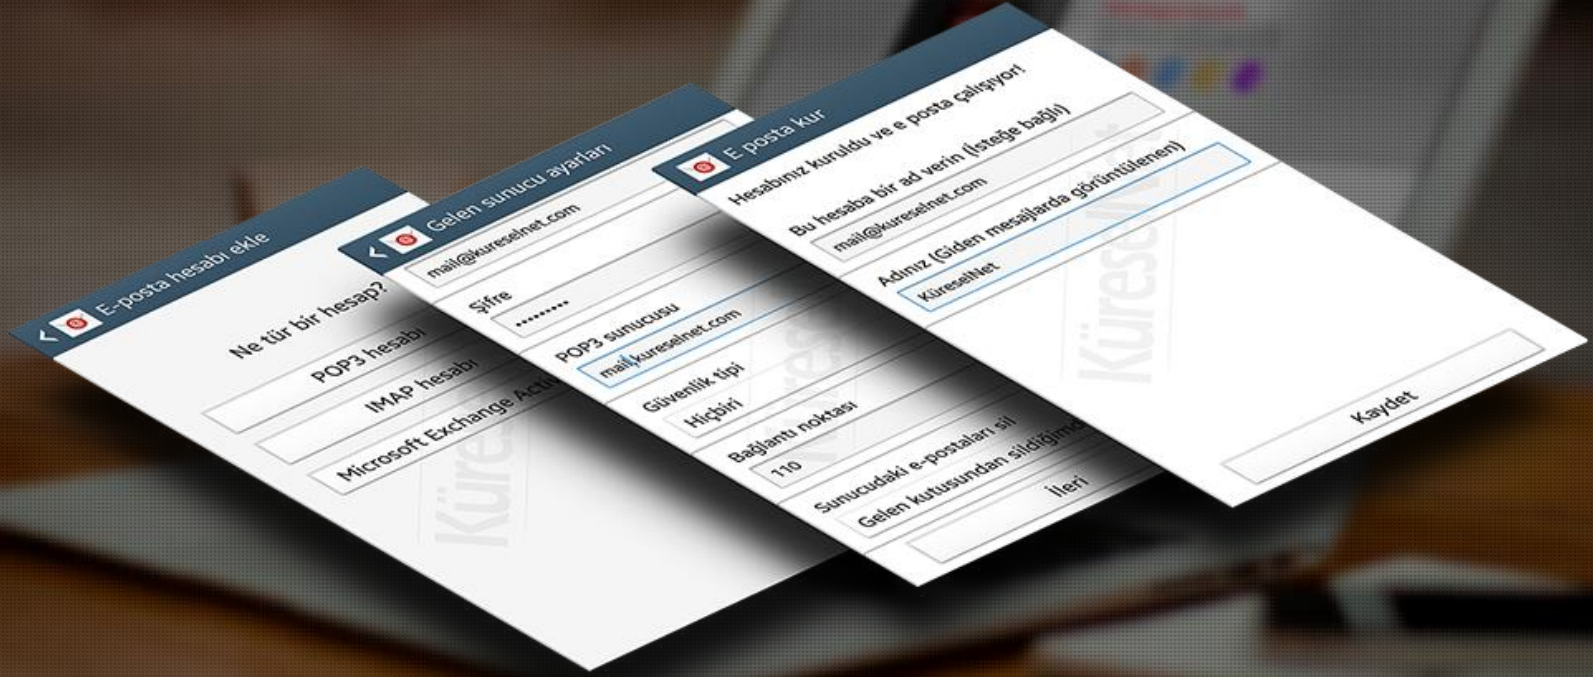 E-posta hesabı ekle
Ne tür bir hesap?
POP3 hesabı
IMAP hesabı
Microsoft Exchange
Küresel
Gelen sunucu ayarları
mail@kureselnet.com
Şifre
•••••••••
POP3 sunucusu
mail.kureselnet.com
Güvenlik tipi
Hiçbiri
Bağlantı noktası
110
Sunucudaki e-postaları sil
Gelen kutusundan
İleri
E posta kur
Hesabınız kuruldu ve e posta çalışıyor!
Bu hesaba bir ad verin (İsteğe bağlı)
mail@kureselnet.com
Adınız (Giden mesajlarda görüntülenen)
KüreselNet
KüreselNet
Kaydet